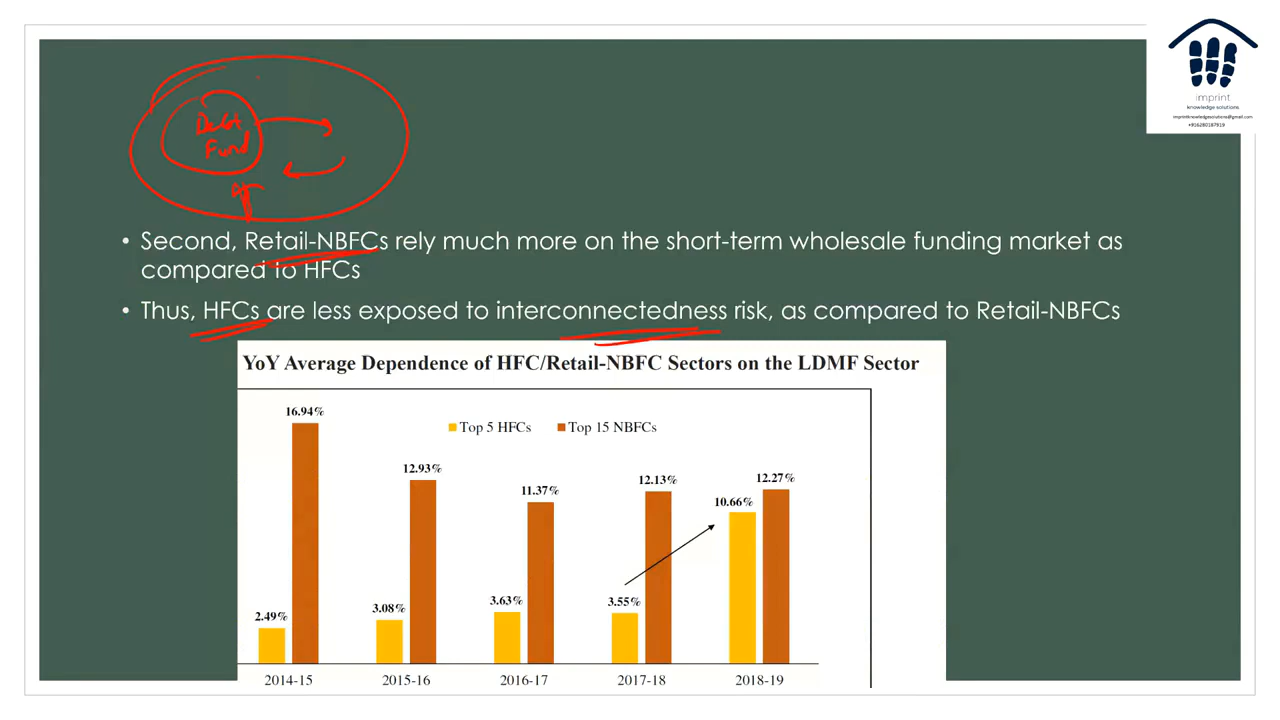 imprint
knowledge solutions
imprintknowledgesolutions@gmail.com
+916280187919
Debt
Fund
• Second, Retail-NBFCs rely much more on the short-term wholesale funding market as
compared to HFCs
• Thus, HFCs are less exposed to interconnectedness risk, as compared to Retail-NBFCs
YoY Average Dependence of HFC/Retail-NBFC Sectors on the LDMF Sector
Top 5 HFCs Top 15 NBFCs
16.94%
12.93%
11.37%
12.13%
12.27%
10.66%
2.49%
3.08%
3.63%
3.55%
2014-15 2015-16 2016-17 2017-18 2018-19